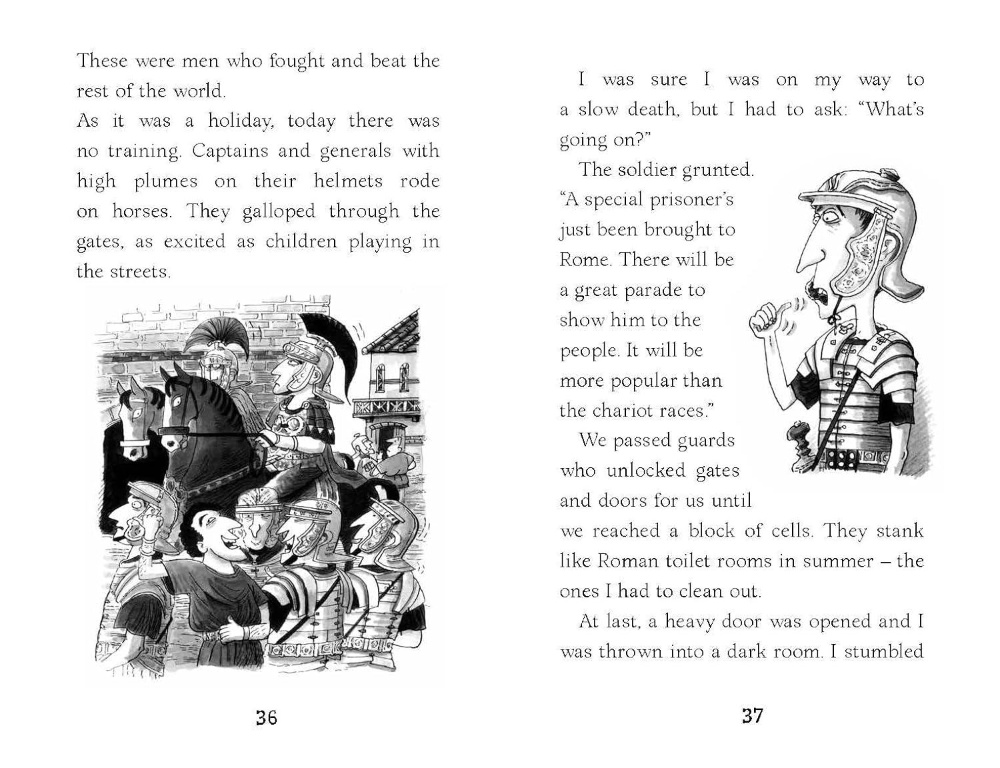 These were men who fought and beat the
rest of the world.
As it was a holiday, today there was
no training. Captains and generals with
high plumes on their helmets rode
on horses. They galloped through the
gates, as excited as children playing in
the streets.
36
I was sure I was on my way to
a slow death, but I had to ask: “What’s
going on?”
The soldier grunted.
“A special prisoner’s
just been brought to
Rome. There will be
a great parade to
show him to the
people. It will be
more popular than
the chariot races.”
We passed guards
who unlocked gates
and doors for us until
we reached a block of cells. They stank
like Roman toilet rooms in summer – the
ones I had to clean out.
At last, a heavy door was opened and I
was thrown into a dark room. I stumbled
37